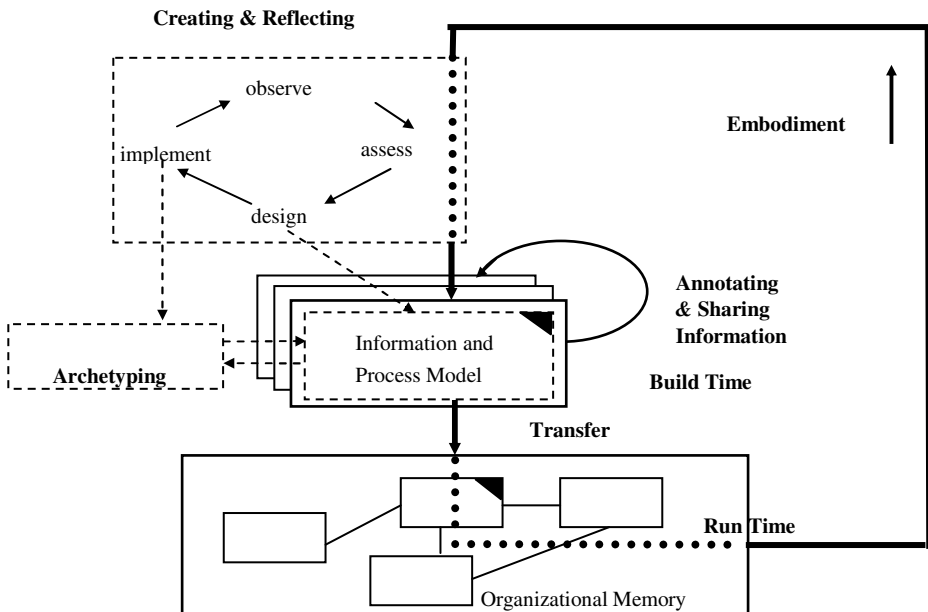 Creating & Reflecting
observe
Embodiment
implement
assess
design
Annotating
& Sharing
Information
Information and
Process Model
Archetyping
Build Time
Transfer
Run Time
Organizational Memory